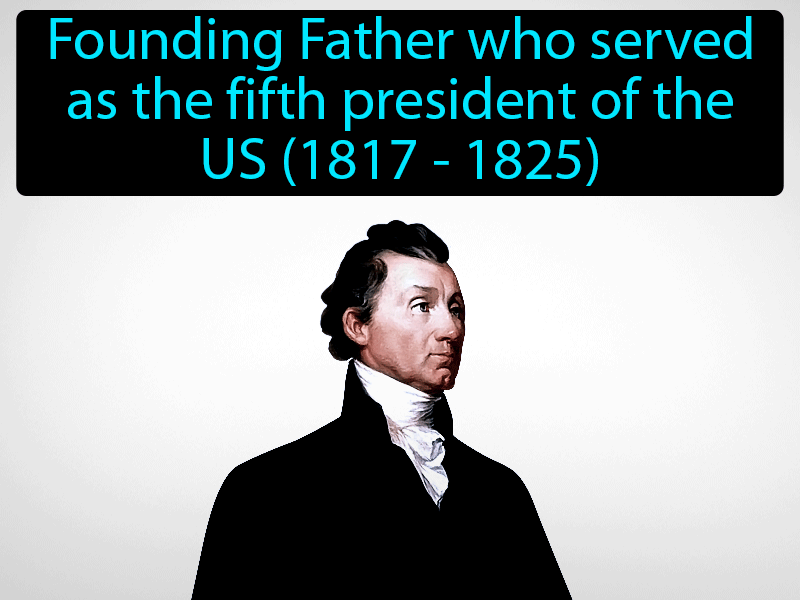 Founding Father who served
as the fifth president of the
US (1817 - 1825)